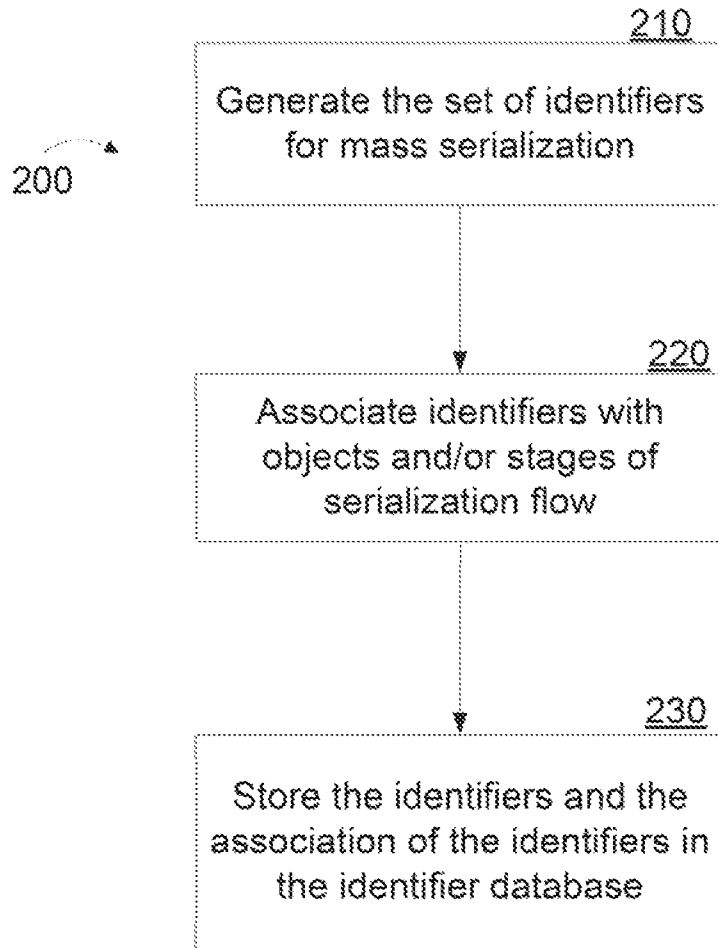 210
Generate the set of identifiers
for mass serialization
200
220
Associate identifiers with
objects and/or stages of
serialization flow
230
Store the identifiers and the
association of the identifiers in
the identifier database